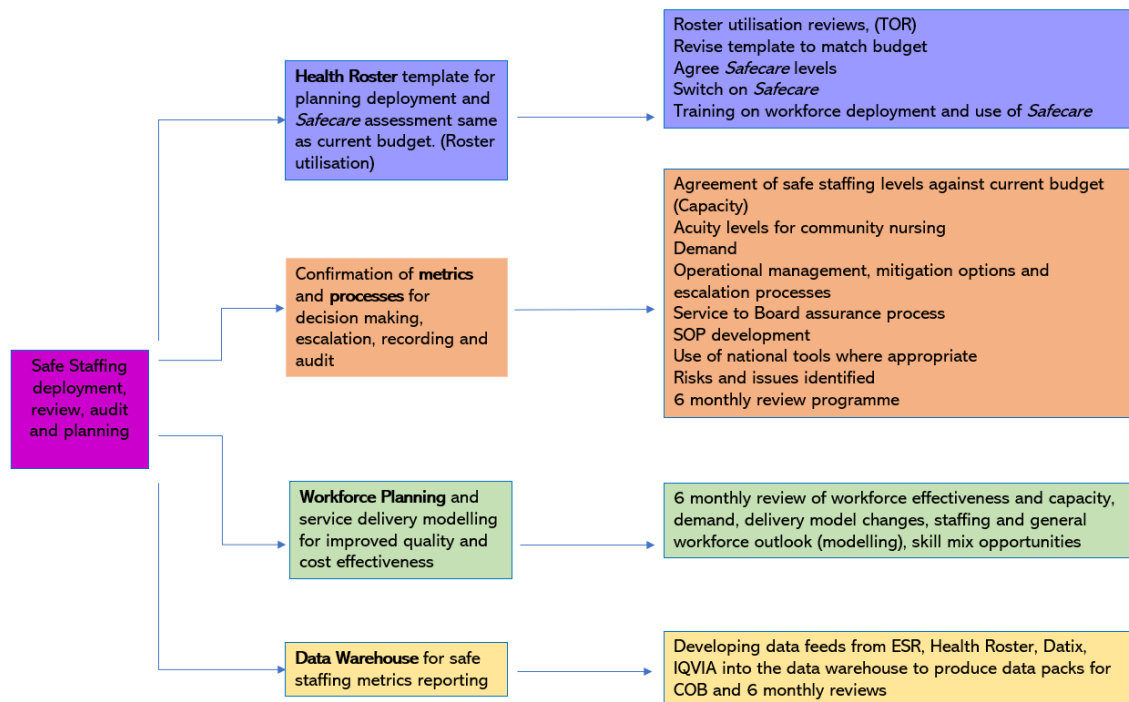 Safe Staffing
deployment,
review, audit
and planning
Health Roster template for
planning deployment and
Safecare assessment same
as current budget. (Roster
utilisation)
Roster utilisation reviews, (TOR)
Revise template to match budget
Agree Safecare levels
Switch on Safecare
Training on workforce deployment and use of Safecare
Confirmation of metrics
and processes for
decision making,
escalation, recording and
audit
Agreement of safe staffing levels against current budget
(Capacity)
Acuity levels for community nursing
Demand
Operational management, mitigation options and
escalation processes
Service to Board assurance process
SOP development
Use of national tools where appropriate
Risks and issues identified
6 monthly review programme
Workforce Planning and
service delivery modelling
for improved quality and
cost effectiveness
6 monthly review of workforce effectiveness and capacity,
demand, delivery model changes, staffing and general
workforce outlook (modelling), skill mix opportunities
Data Warehouse for safe
staffing metrics reporting
Developing data feeds from ESR, Health Roster, Datix,
IQVIA into the data warehouse to produce data packs for
COB and 6 monthly reviews